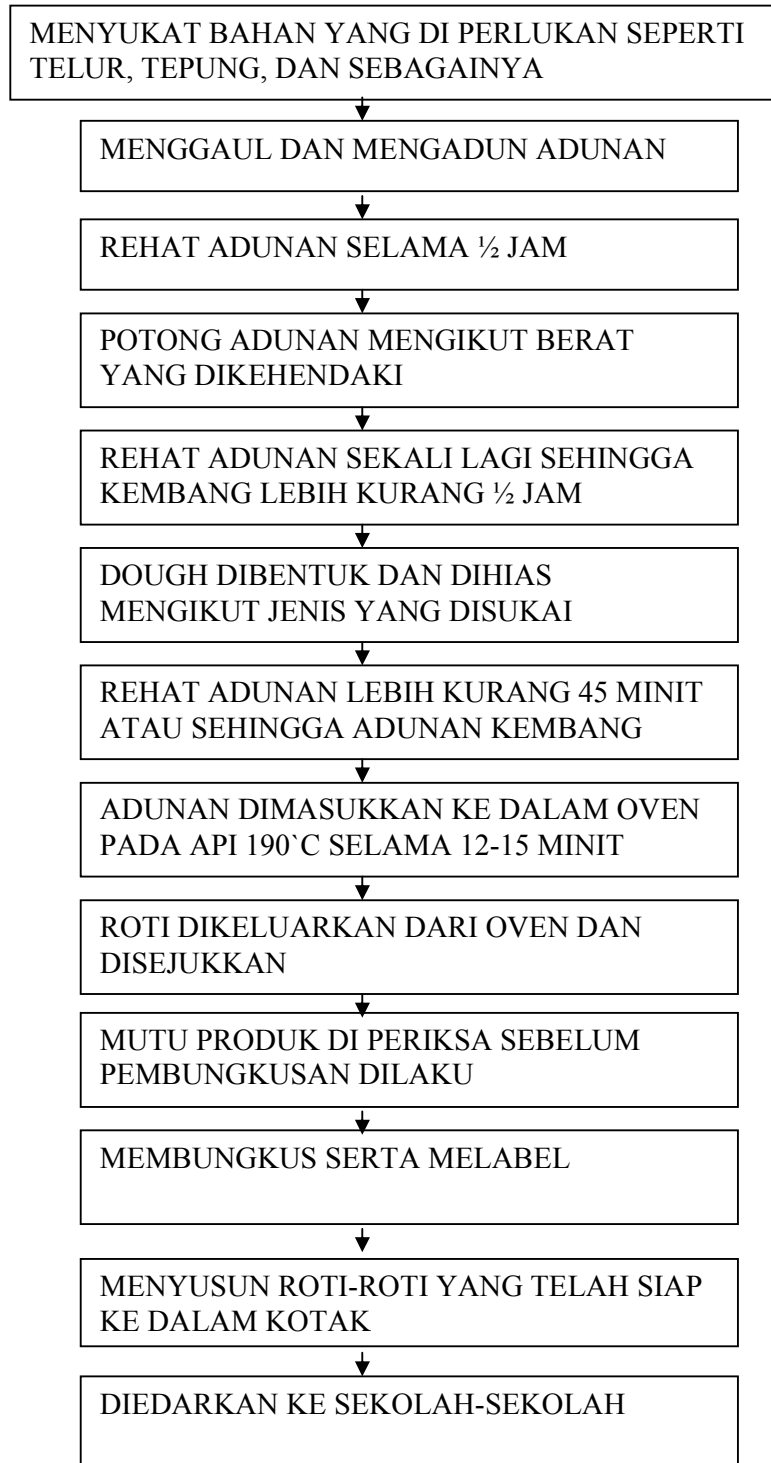 MENYUKAT BAHAN YANG DI PERLUKAN SEPERTI
TELUR, TEPUNG, DAN SEBAGAINYA
MENGGAUL DAN MENGADUN ADUNAN
REHAT ADUNAN SELAMA ½ JAM
POTONG ADUNAN MENGIKUT BERAT
YANG DIKEHENDAKI
REHAT ADUNAN SEKALI LAGI SEHINGGA
KEMBANG LEBIH KURANG ½ JAM
DOUGH DIBENTUK DAN DIHIAS
MENGIKUT JENIS YANG DISUKAI
REHAT ADUNAN LEBIH KURANG 45 MINIT
ATAU SEHINGGA ADUNAN KEMBANG
ADUNAN DIMASUKKAN KE DALAM OVEN
PADA API 190`C SELAMA 12-15 MINIT
ROTI DIKELUARKAN DARI OVEN DAN
DISEJUKKAN
MUTU PRODUK DI PERIKSA SEBELUM
PEMBUNGKUSAN DILAKU
MEMBUNGKUS SERTA MELABEL
MENYUSUN ROTI-ROTI YANG TELAH SIAP
KE DALAM KOTAK
DIEDARKAN KE SEKOLAH-SEKOLAH